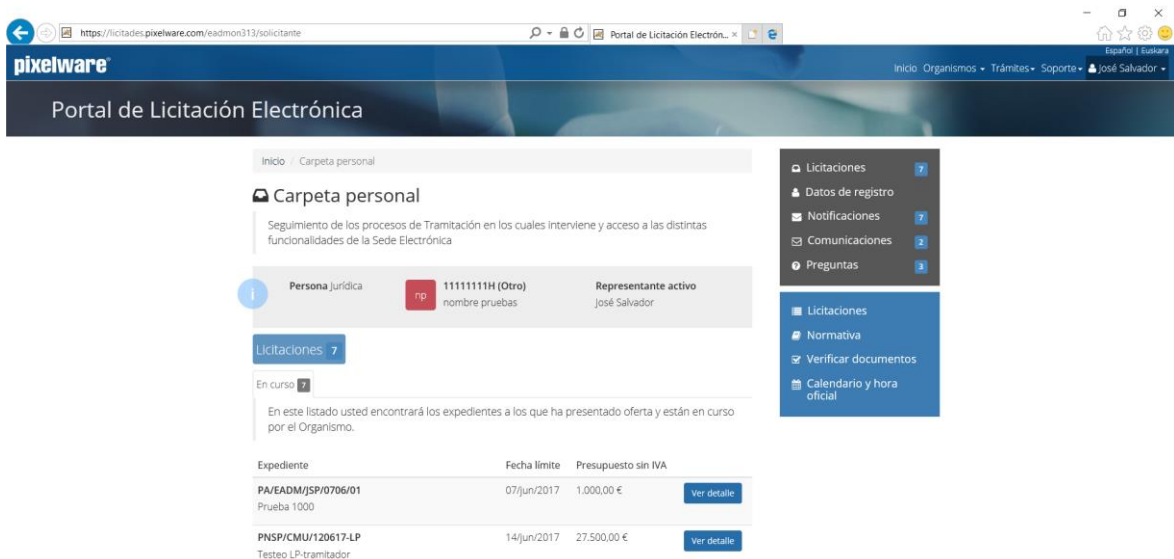 https://licitades.pixelware.com/eadmon313/solicitante
Portal de Licitación Electrón...
Español | Euskara
pixelware
Inicio Organismos Trámites Soporte José Salvador
Portal de Licitación Electrónica
Inicio / Carpeta personal
Carpeta personal
Seguimiento de los procesos de Tramitación en los cuales interviene y acceso a las distintas
funcionalidades de la Sede Electrónica
i
Persona Jurídica
np
11111111H (Otro)
nombre pruebas
Representante activo
José Salvador
Licitaciones 7
En curso 7
En este listado usted encontrará los expedientes a los que ha presentado oferta y están en curso
por el Organismo.
Expediente Fecha límite Presupuesto sin IVA
PA/EADM/JSP/0706/01 07/jun/2017 1.000,00 € Ver detalle
Prueba 1000
PNSP/CMU/120617-LP 14/jun/2017 27.500,00 € Ver detalle
Testeo LP-tramitador
Licitaciones 7
Datos de registro
Notificaciones 7
Comunicaciones 2
Preguntas 3
Licitaciones
Normativa
Verificar documentos
Calendario y hora
oficial